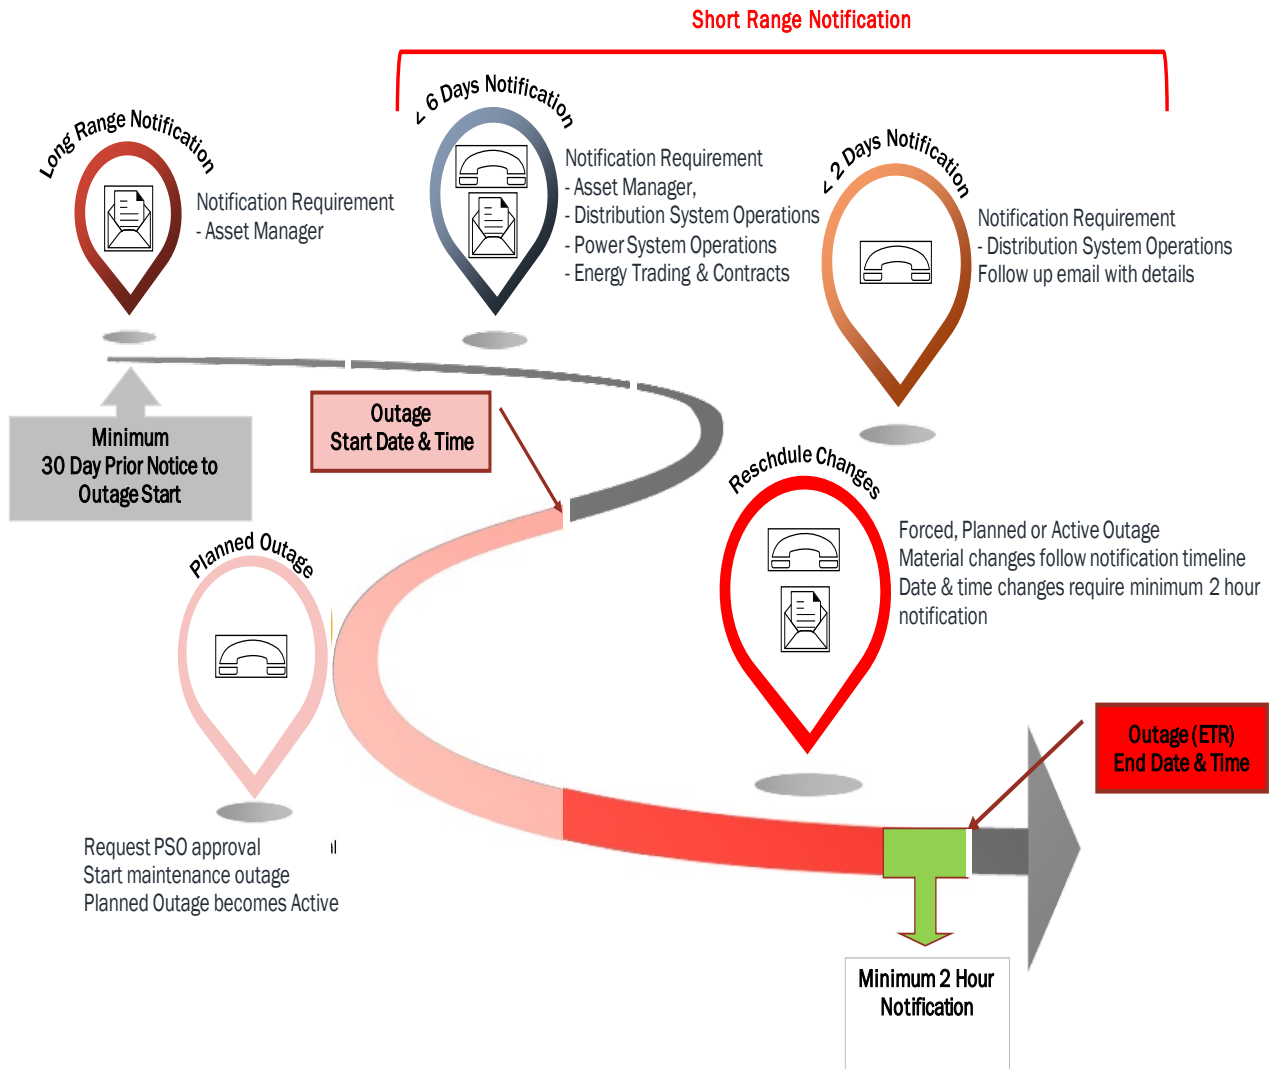 Short Range Notification
Long Range Notification
Notification Requirement
- Asset Manager
< 6 Days Notification
Notification Requirement
- Asset Manager,
- Distribution System Operations
- Power System Operations
- Energy Trading & Contracts
< 2 Days Notification
Notification Requirement
- Distribution System Operations
Follow up email with details
Minimum
30 Day Prior Notice to
Outage Start
Outage
Start Date & Time
Planned Outage
Request PSO approval
Start maintenance outage
Planned Outage becomes Active
Reschdule Changes
Forced, Planned or Active Outage
Material changes follow notification timeline
Date & time changes require minimum 2 hour
notification
Outage (ETR)
End Date & Time
Minimum 2 Hour
Notification